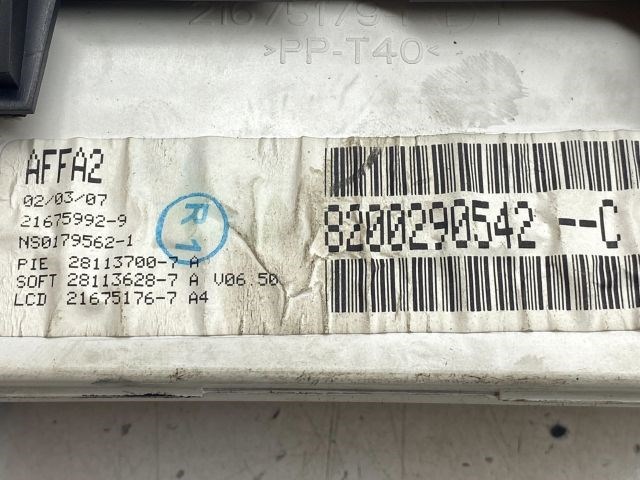 >PP-T40<
AFFA2
02/03/07
21675992-9
NS0179562-1
PIE 28113700-7 A
SOFT 28113628-7 A V06.50
LCD 21675176-7 A4
R1
8200290542 --C